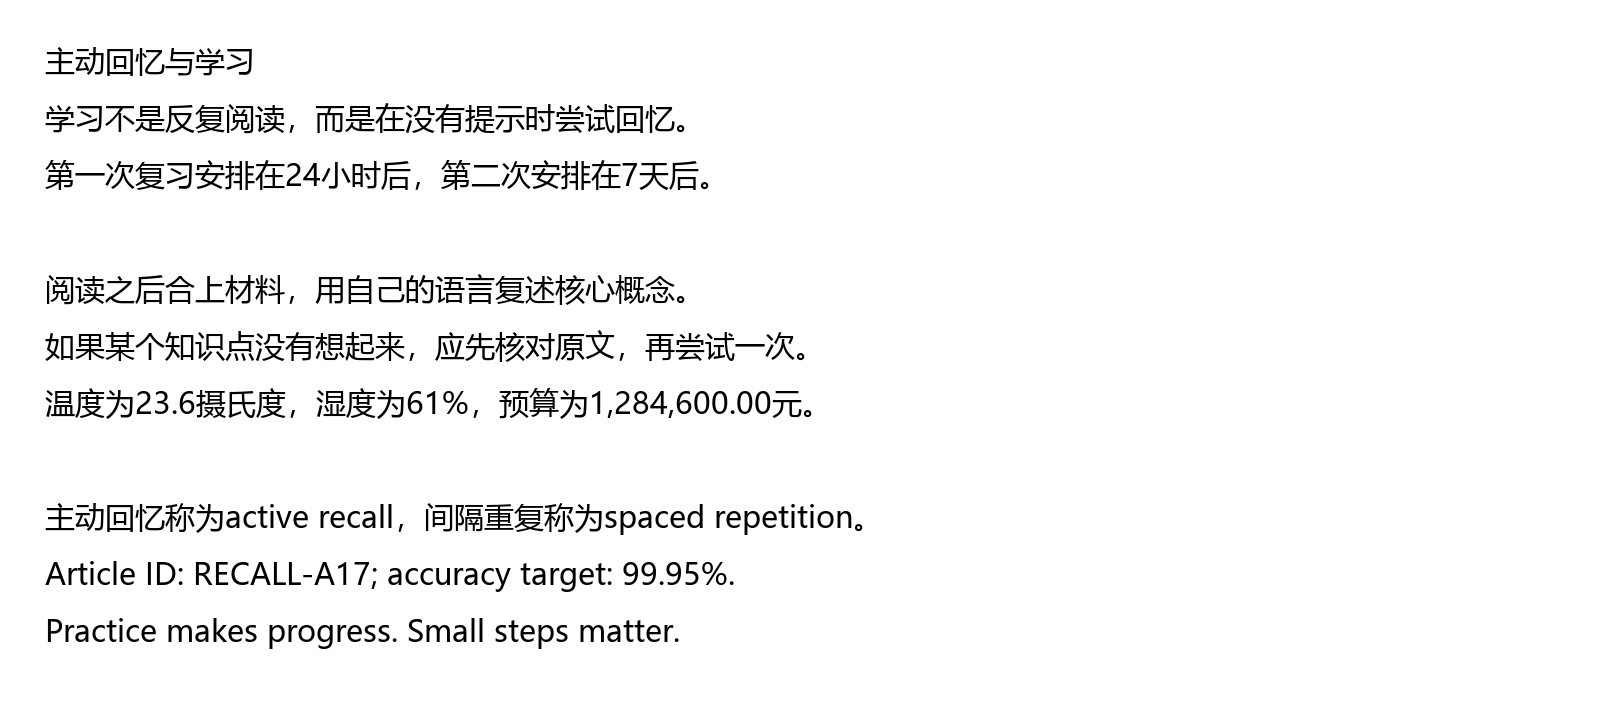 主动回忆与学习
学习不是反复阅读，而是在没有提示时尝试回忆。
第一次复习安排在24小时后，第二次安排在7天后。
阅读之后合上材料，用自己的语言复述核心概念。
如果某个知识点没有想起来，应先核对原文，再尝试一次。
温度为23.6摄氏度，湿度为61%，预算为1,284,600.00元。
主动回忆称为active recall，间隔重复称为spaced repetition。
Article ID: RECALL-A17; accuracy target: 99.95%.
Practice makes progress. Small steps matter.